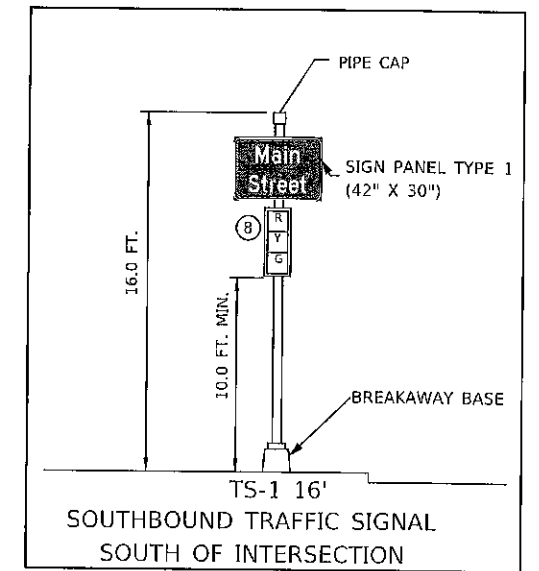 PIPE CAP
Main
Street
SIGN PANEL TYPE 1
(42" X 30")
8
R
Y
G
16.0 FT.
10.0 FT. MIN.
BREAKAWAY BASE
TS-1 16'
SOUTHBOUND TRAFFIC SIGNAL
SOUTH OF INTERSECTION